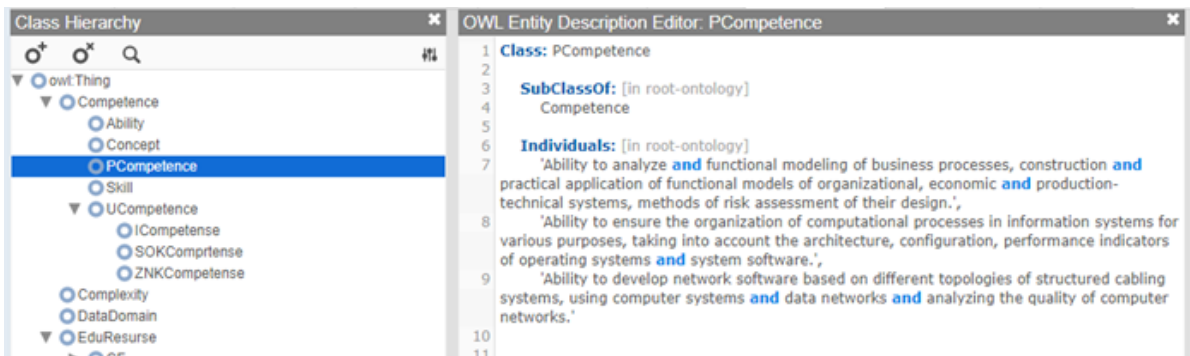 Class Hierarchy
owl:Thing
Competence
Ability
Concept
PCompetence
Skill
UCompetence
ICompetense
SOKComprtense
ZNKCompetense
Complexity
DataDomain
EduResurse
OWL Entity Description Editor: PCompetence
1 Class: PCompetence
2
3 SubClassOf: [in root-ontology]
4 Competence
5
6 Individuals: [in root-ontology]
7 'Ability to analyze and functional modeling of business processes, construction and
practical application of functional models of organizational, economic and production-
technical systems, methods of risk assessment of their design.',
8 'Ability to ensure the organization of computational processes in information systems for
various purposes, taking into account the architecture, configuration, performance indicators
of operating systems and system software.',
9 'Ability to develop network software based on different topologies of structured cabling
systems, using computer systems and data networks and analyzing the quality of computer
networks.'
10
11